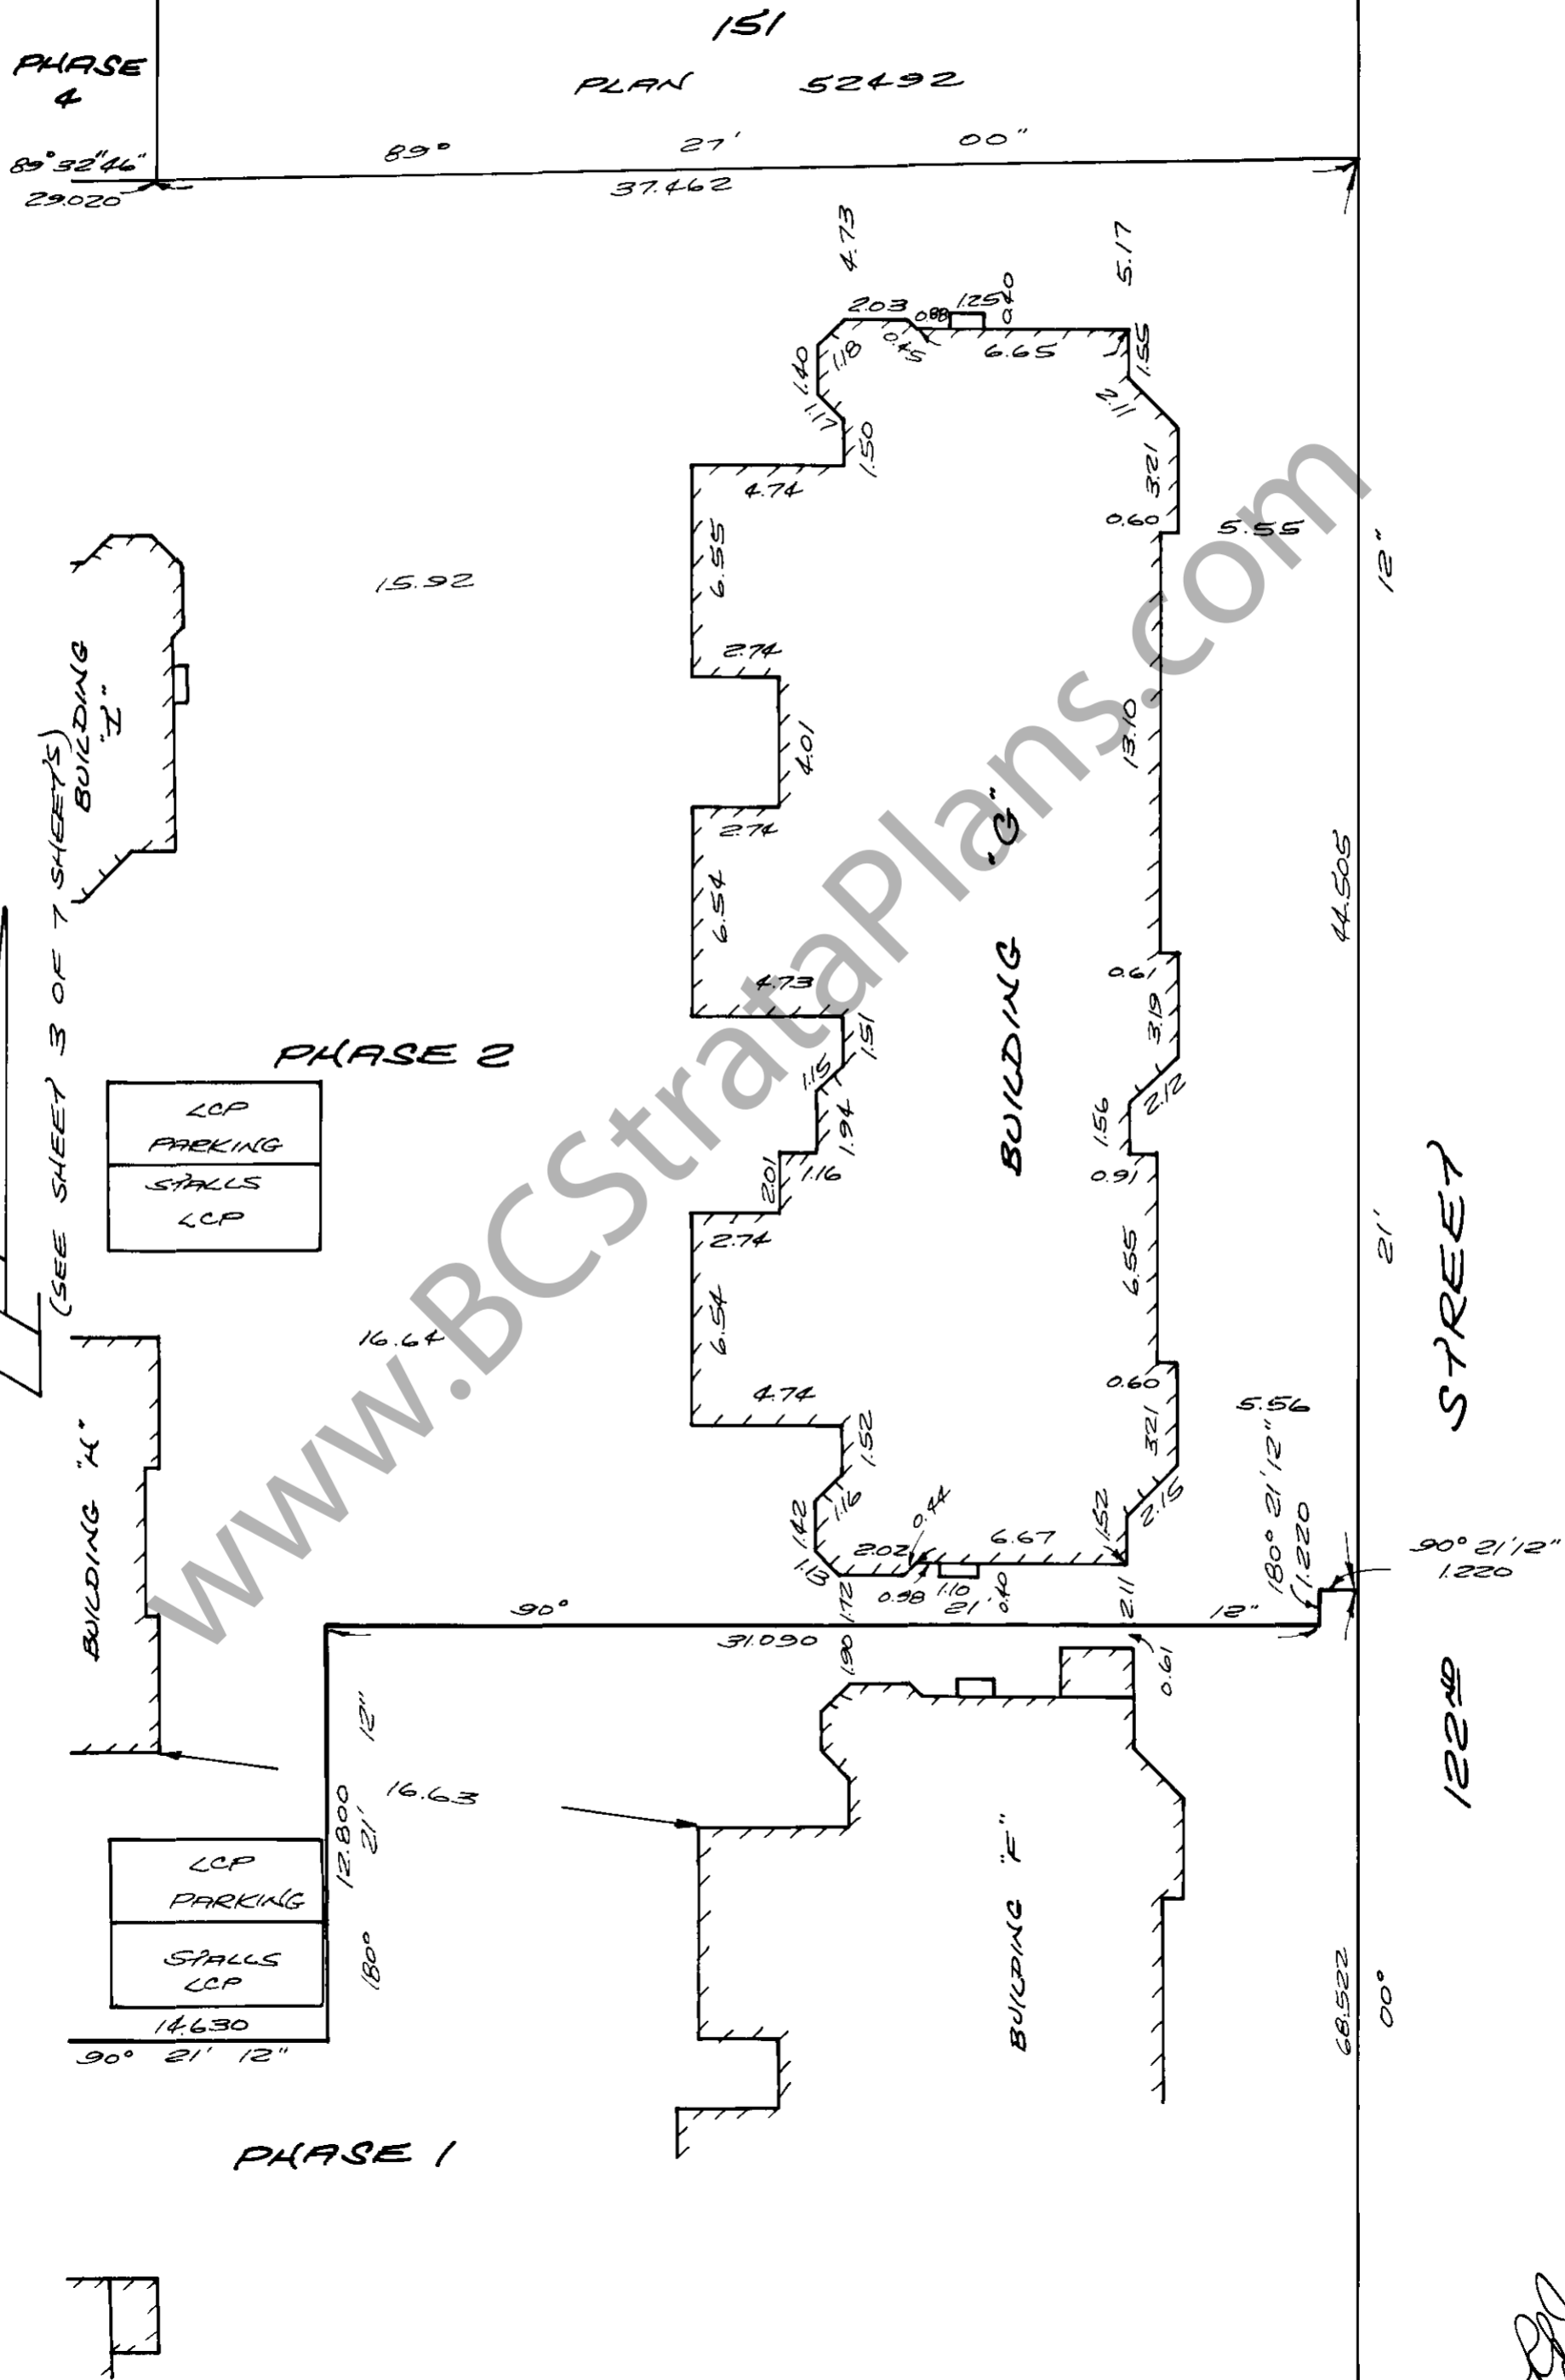 151
PHASE
4
PLAN 52492
89° 32" 46"
29.020
89° 27' 00"
37.462
4.73
5.17
2.03
0.88
1.25
0.40
0.45
6.65
1.55
1.40
1.18
1.17
1.50
2.11
3.21
4.74
0.60
5.55
12"
6.55
15.92
2.74
BUILDING
"I"
4.01
13.10
(SEE SHEET 3 OF 7 SHEETS)
2.74
BUILDING "G"
44.505
6.54
0.61
4.73
1.51
3.19
PHASE 2
1.15
2.12
LCP
PARKING
STALLS
LCP
1.94
1.56
2.01
1.16
0.91
2.74
21'
6.55
6.54
16.64
4.74
0.60
5.56
1.52
3.21
BUILDING "H"
1.42
1.16
0.44
2.15
180° 21' 12"
1.220
122ND STREET
1.13
2.02
6.67
1.52
90° 21' 12"
1.220
1.72
0.98
1.10
0.40
2.11
90° 21' 12"
31.090
1.90
0.61
180° 21' 12"
12.800
16.63
LCP
PARKING
STALLS
LCP
BUILDING "F"
14.630
90° 21' 12"
68.522
00°
PHASE 1
www.BCStrataPlans.com